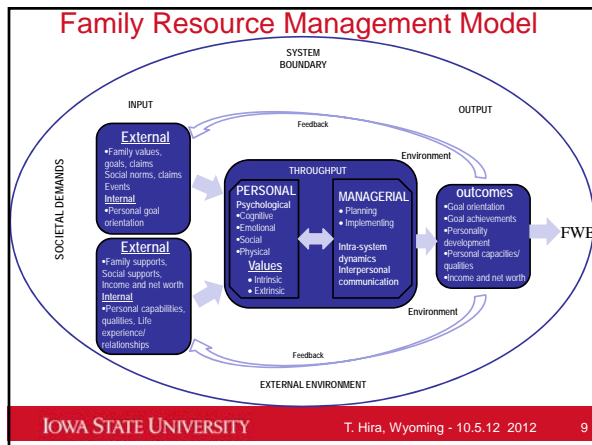 Family Resource Management Model
SYSTEM
BOUNDARY
INPUT
OUTPUT
SOCIETAL DEMANDS
Feedback
Environment
External
•Family values,
goals, claims
Social norms, claims
Events
Internal
•Personal goal
orientation
External
•Family supports,
Social supports,
Income and net worth
Internal
•Personal capabilities,
qualities, Life
experience/
relationships
THROUGHPUT
PERSONAL
Psychological
•Cognitive
•Emotional
•Social
•Physical
Values
• Intrinsic
• Extrinsic
MANAGERIAL
• Planning
• Implementing
Intra-system
dynamics
Interpersonal
communication
outcomes
•Goal orientation
•Goal achievements
•Personality
development
•Personal capacities/
qualities
•Income and net worth
FWB
Environment
Feedback
EXTERNAL ENVIRONMENT
IOWA STATE UNIVERSITY
T. Hira, Wyoming - 10.5.12 2012
9